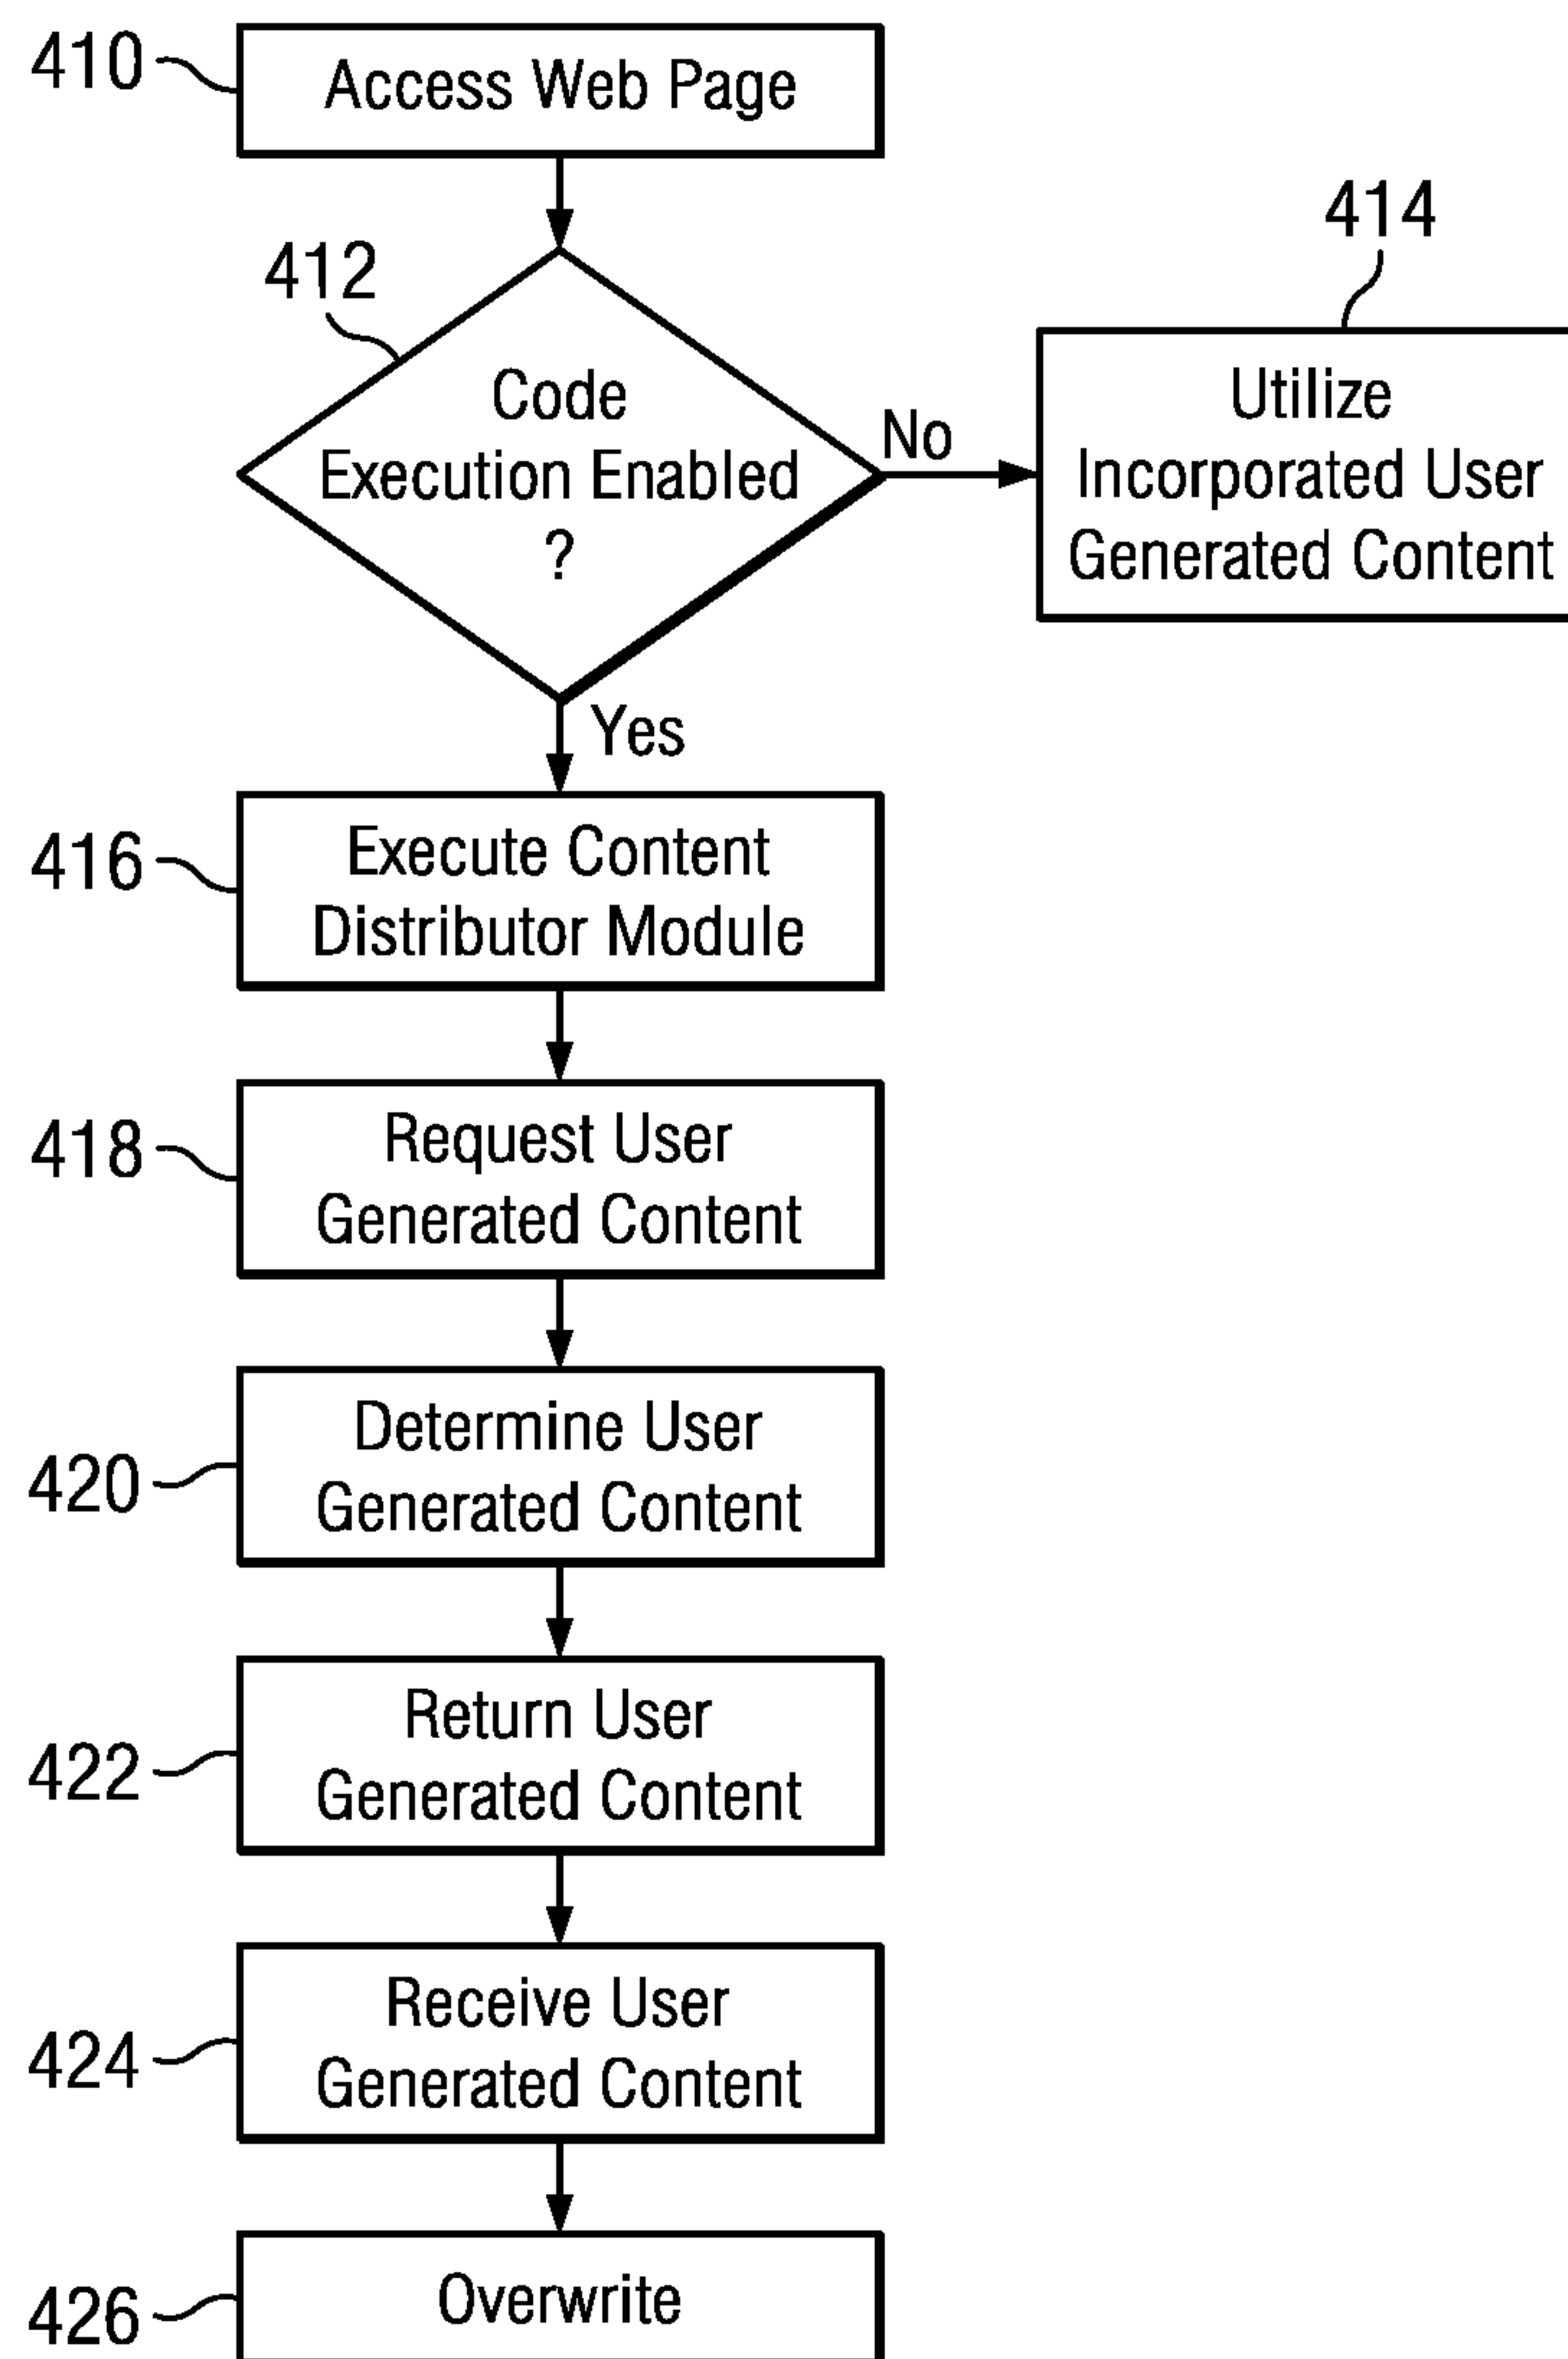 410
Access Web Page
412
Code
Execution Enabled
?
No
414
Utilize
Incorporated User
Generated Content
Yes
416
Execute Content
Distributor Module
418
Request User
Generated Content
420
Determine User
Generated Content
422
Return User
Generated Content
424
Receive User
Generated Content
426
Overwrite